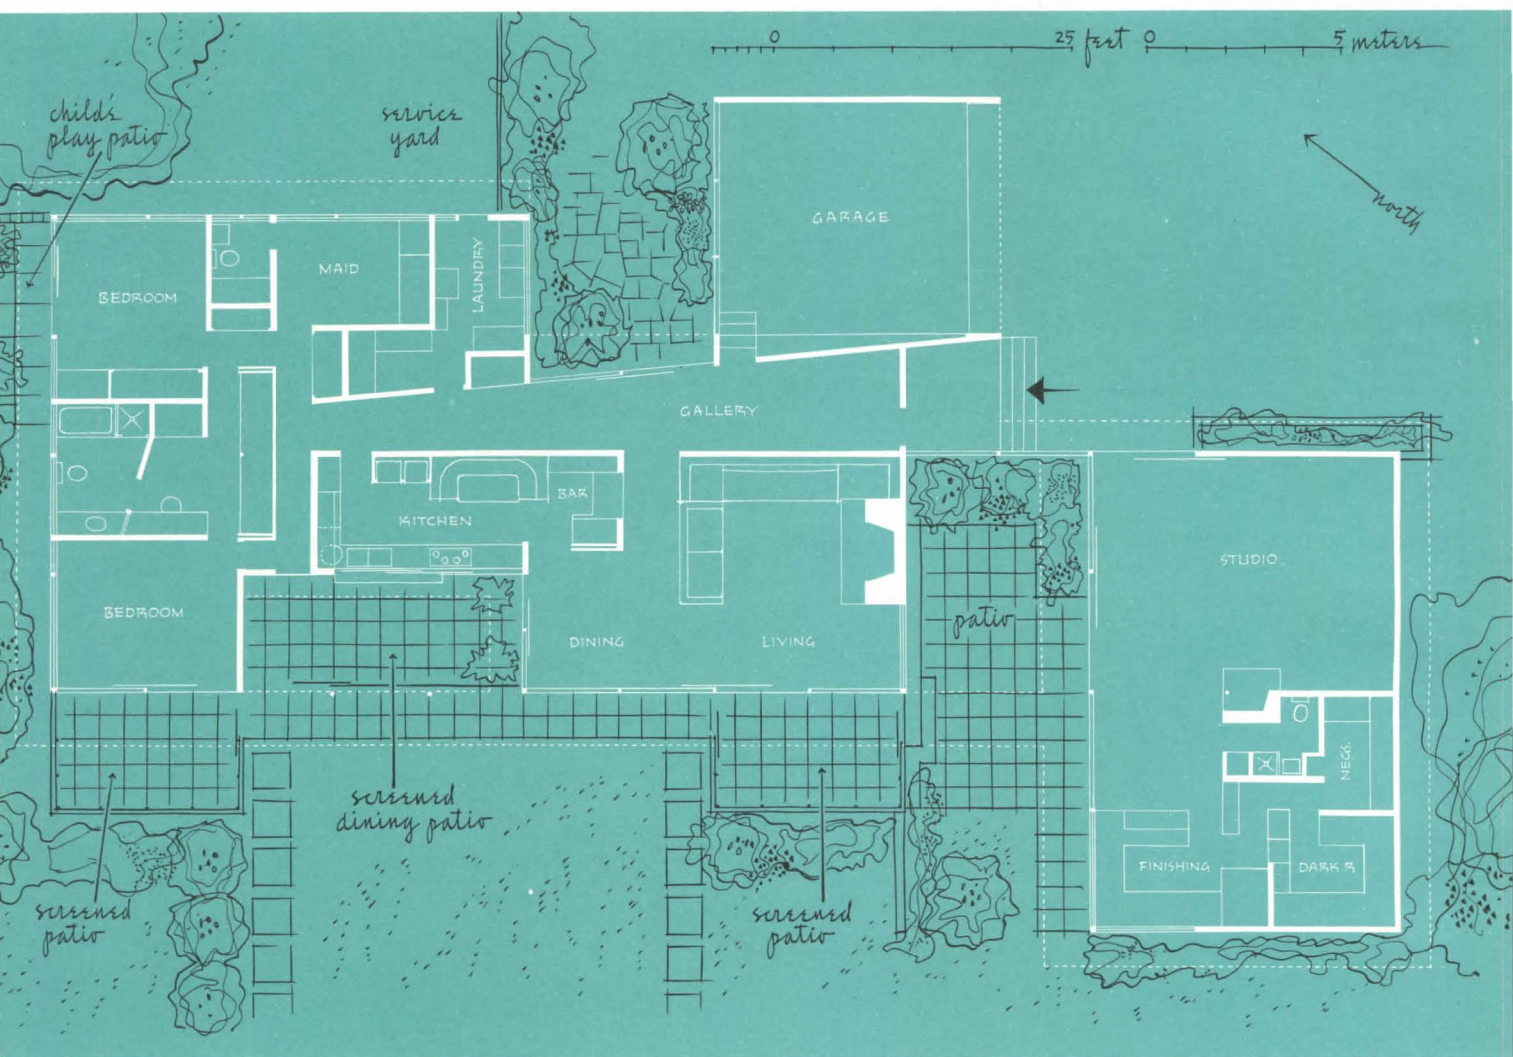 0 25 feet 0 5 meters
child's
play patio
service
yard
north
GARAGE
BEDROOM
MAID
LAUNDRY
GALLERY
KITCHEN
BAR
STUDIO
BEDROOM
DINING
LIVING
patio
NEGS.
screened
dining patio
FINISHING
DARK R
screened
patio
screened
patio